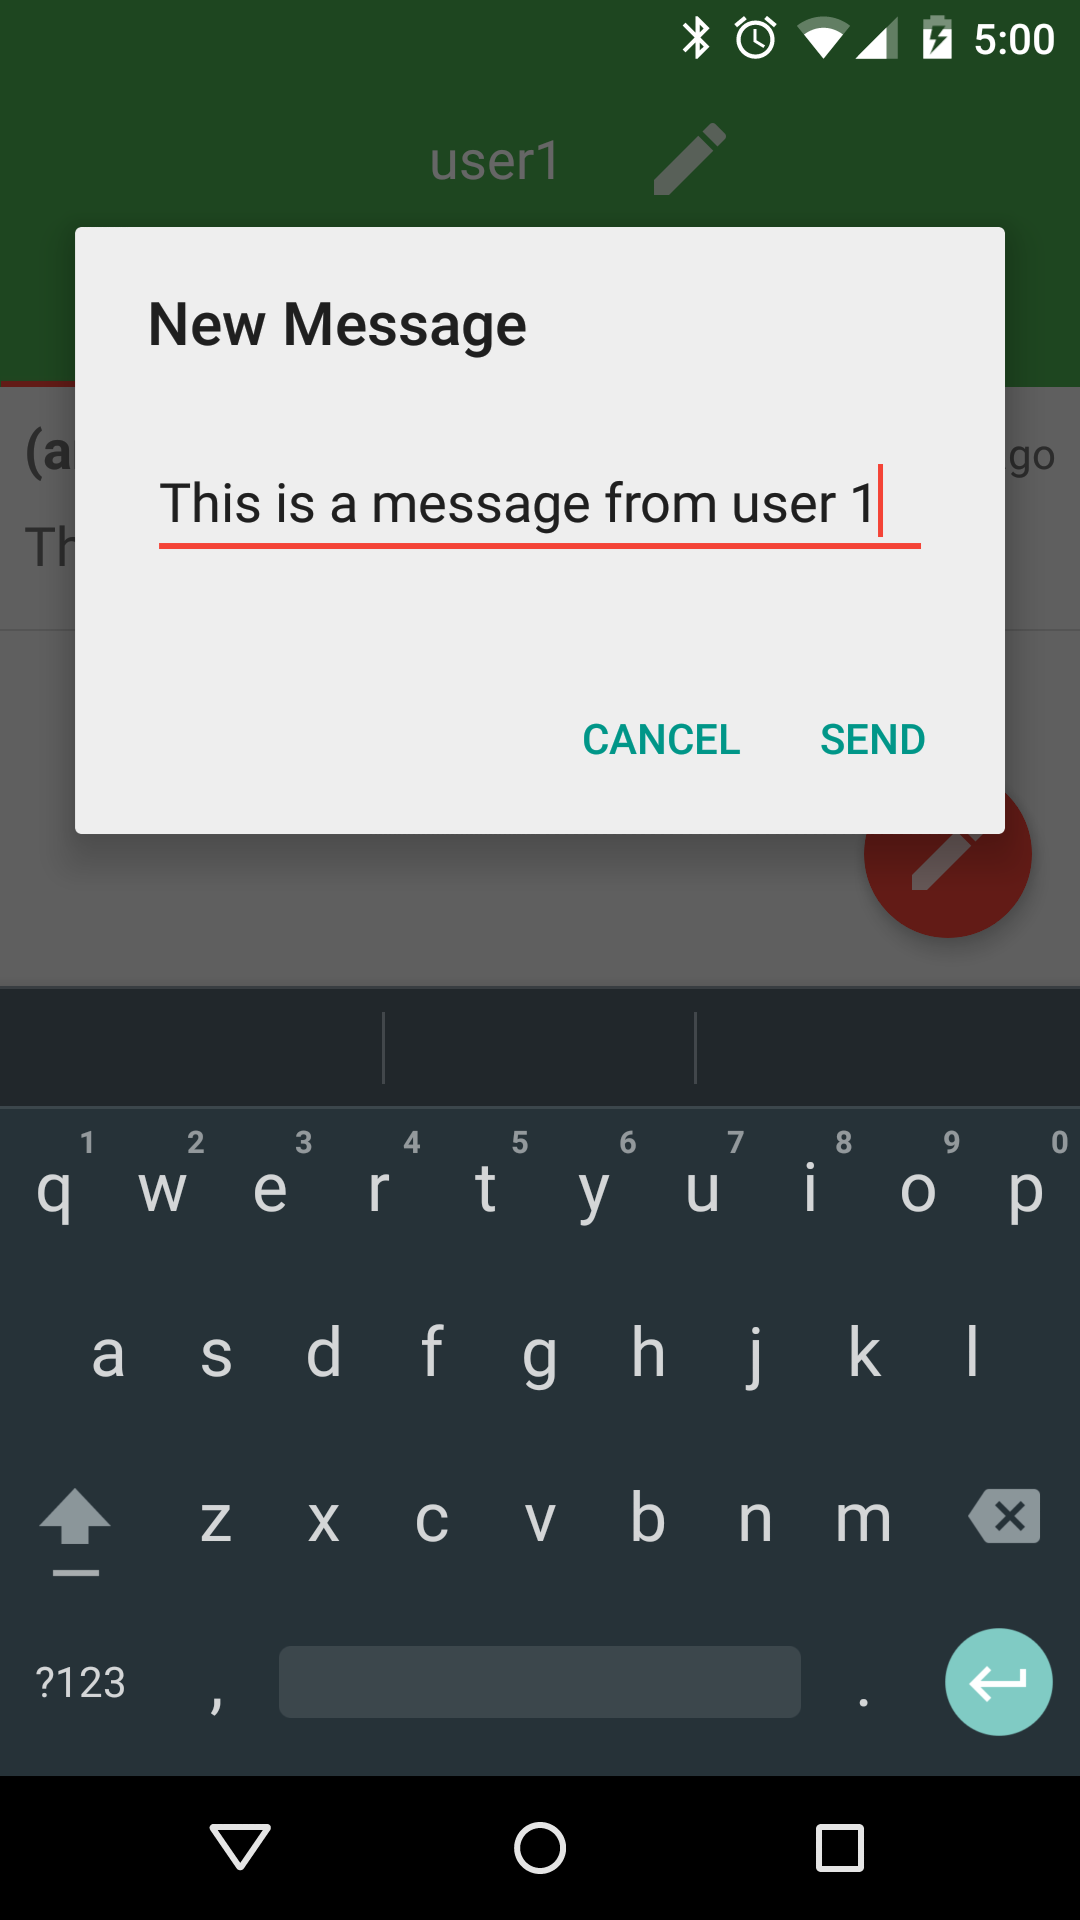 5:00
user1
New Message
(a
go
This is a message from user 1
Th
CANCEL SEND
1 2 3 4 5 6 7 8 9 0
q w e r t y u i o p
a s d f g h j k l
z x c v b n m
?123 , .